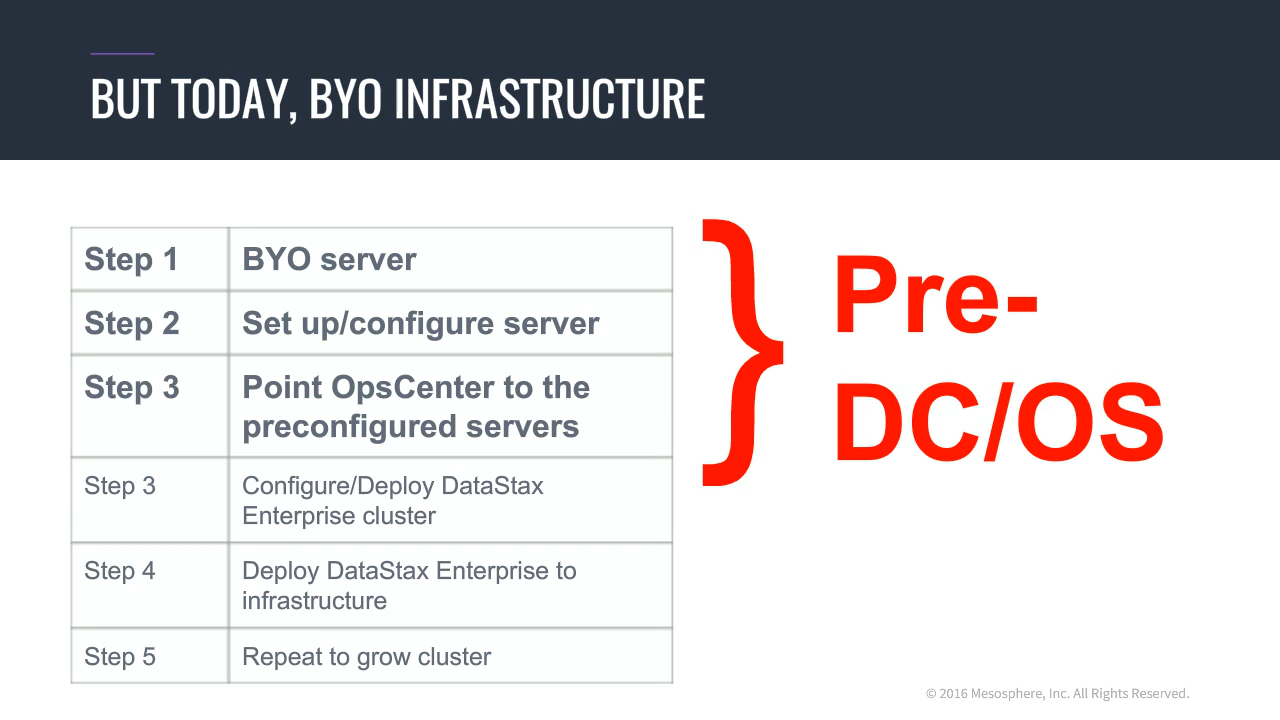 BUT TODAY, BYO INFRASTRUCTURE
Step 1 BYO server
Step 2 Set up/configure server
Step 3 Point OpsCenter to the
preconfigured servers
Step 3 Configure/Deploy DataStax
Enterprise cluster
Step 4 Deploy DataStax Enterprise to
infrastructure
Step 5 Repeat to grow cluster
}
Pre-
DC/OS
© 2016 Mesosphere, Inc. All Rights Reserved.